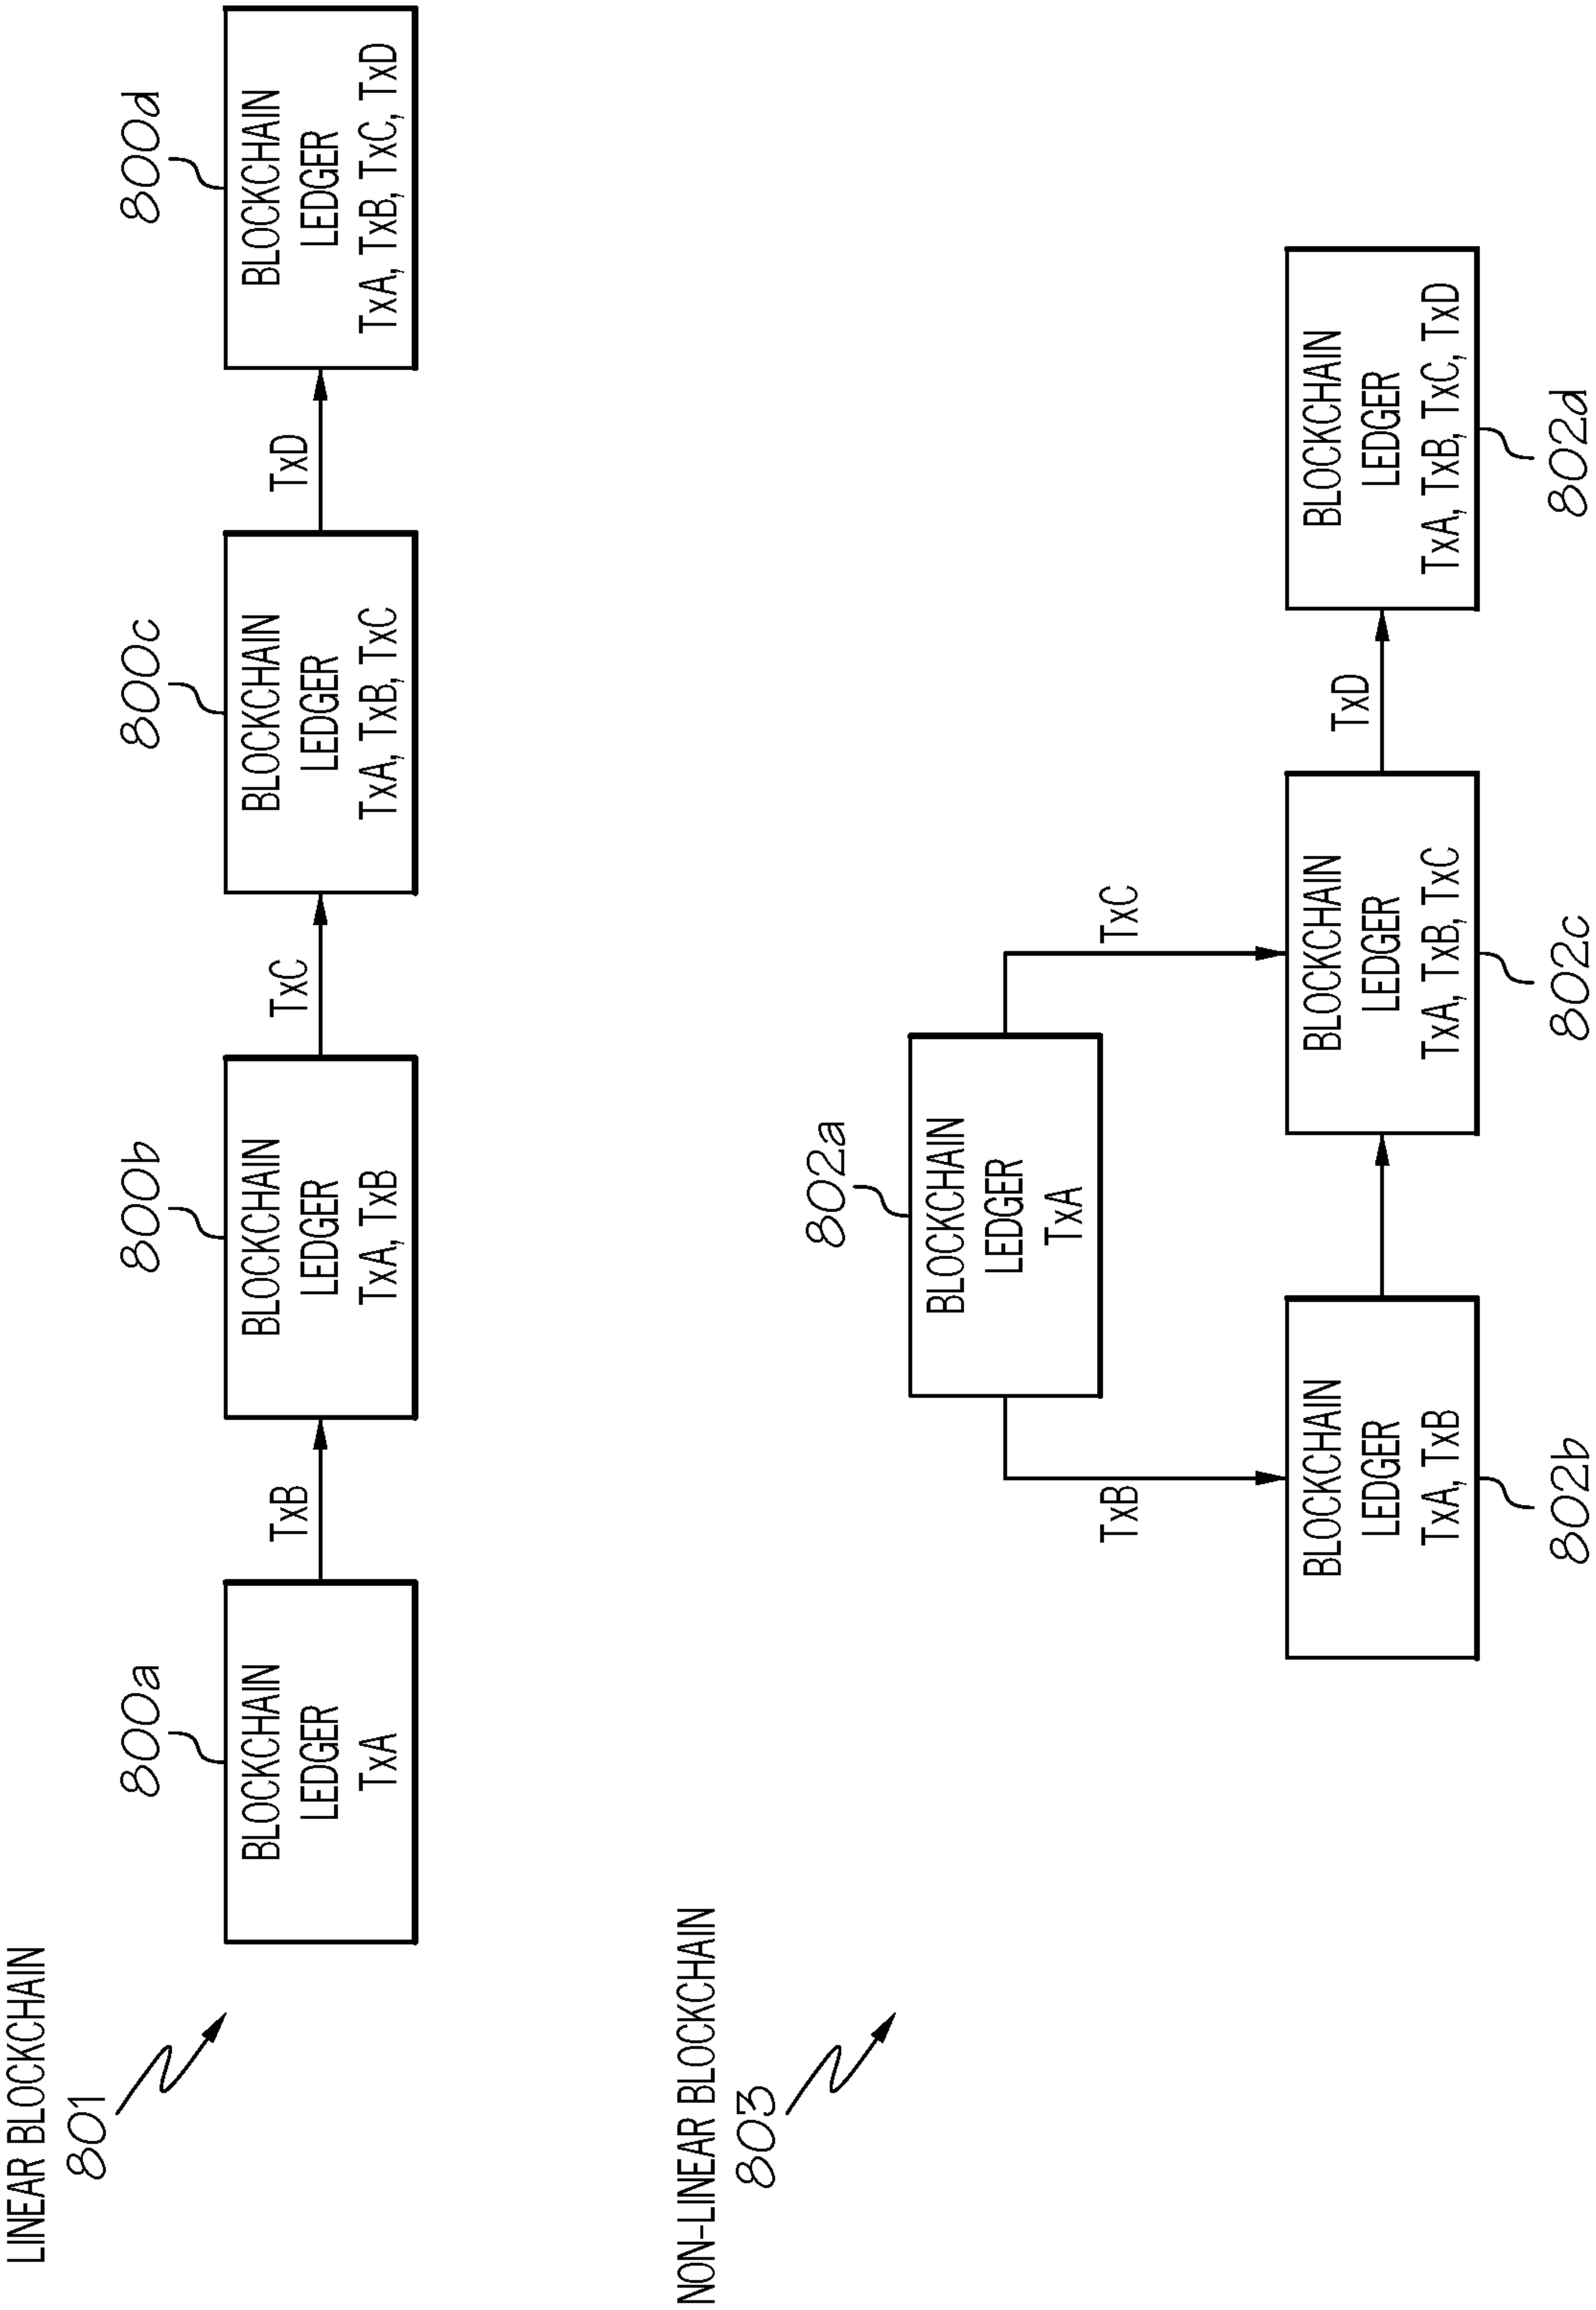 LINEAR BLOCKCHAIN
801
800a
BLOCKCHAIN
LEDGER
TxA
TxB
800b
BLOCKCHAIN
LEDGER
TxA, TxB
TxC
800c
BLOCKCHAIN
LEDGER
TxA, TxB, TxC
TxD
800d
BLOCKCHAIN
LEDGER
TxA, TxB, TxC, TxD
NON-LINEAR BLOCKCHAIN
803
802a
BLOCKCHAIN
LEDGER
TxA
TxB
TxC
BLOCKCHAIN
LEDGER
TxA, TxB
802b
BLOCKCHAIN
LEDGER
TxA, TxB, TxC
802c
TxD
BLOCKCHAIN
LEDGER
TxA, TxB, TxC, TxD
802d